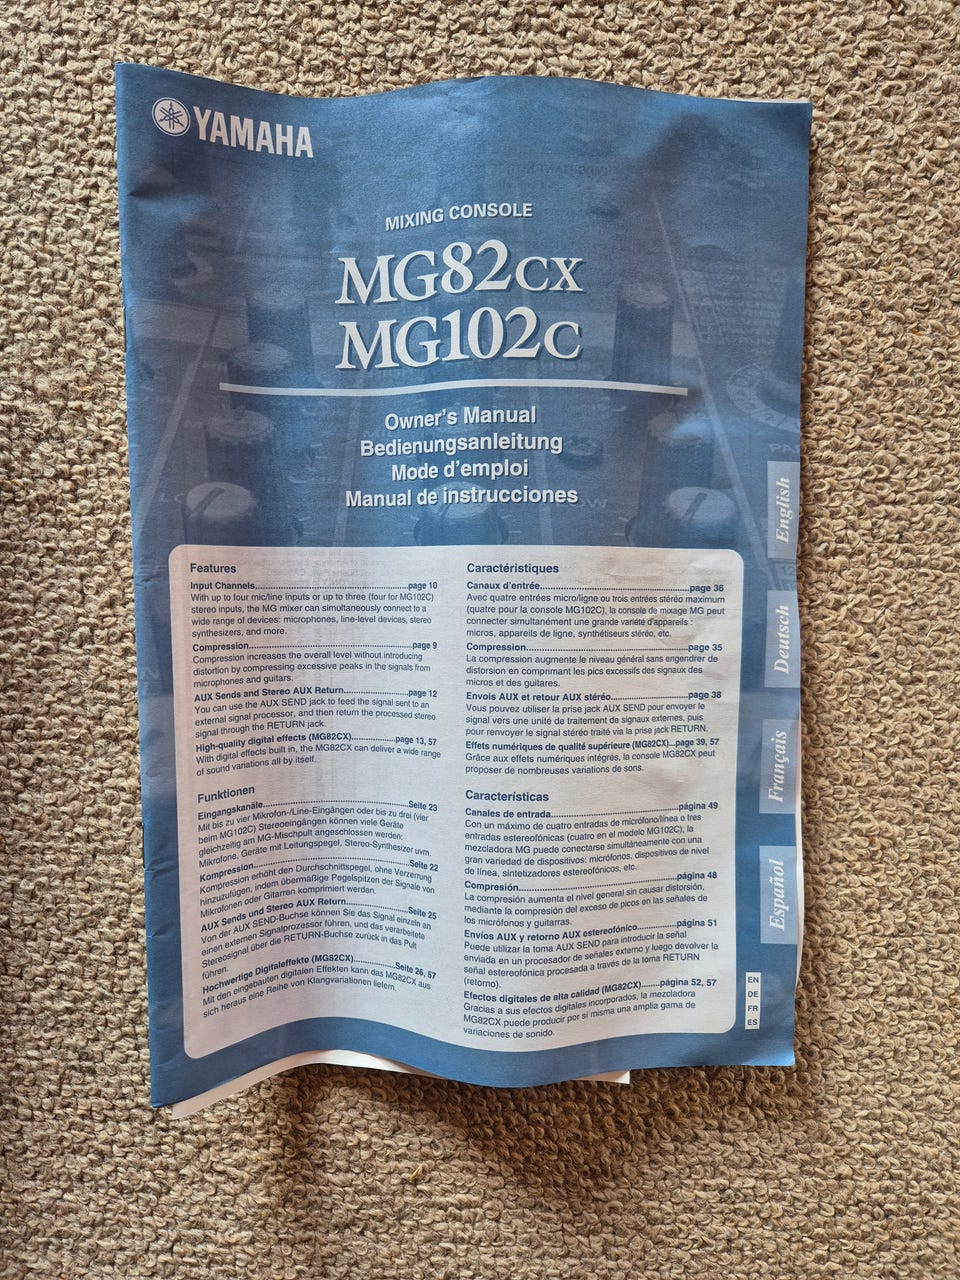 YAMAHA
MIXING CONSOLE
MG82CX
MG102C
Owner's Manual
Bedienungsanleitung
Mode d'emploi
Manual de instrucciones
Features
Input Channels..........................................................page 10
With up to four mic/line inputs or up to three (four for MG102C)
stereo inputs, the MG mixer can simultaneously connect to a
wide range of devices: microphones, line-level devices, stereo
synthesizers, and more.
Compression..............................................................page 9
Compression increases the overall level without introducing
distortion by compressing excessive peaks in the signals from
microphones and guitars.
AUX Sends and Stereo AUX Return.......................page 12
You can use the AUX SEND jack to feed the signal sent to an
external signal processor, and then return the processed stereo
signal through the RETURN jack.
High-quality digital effects (MG82CX)...............page 13, 57
With digital effects built in, the MG82CX can deliver a wide range
of sound variations all by itself.
Funktionen
Eingangskanäle.....................................................Seite 23
Mit bis zu vier Mikrofon-/Line-Eingängen oder bis zu drei (vier
beim MG102C) Stereoeingängen können viele Geräte
gleichzeitig am MG-Mischpult angeschlossen werden:
Mikrofone, Geräte mit Leitungspegel, Stereo-Synthesizer uvm.
Kompression..........................................................Seite 22
Kompression erhöht den Durchschnittspegel, ohne Verzerrung
hinzuzufügen, indem übermäßige Pegelspitzen der Signale von
Mikrofonen oder Gitarren komprimiert werden.
AUX Sends und Stereo AUX Return.......................Seite 25
Von der AUX SEND-Buchse können Sie das Signal einzeln an
einen externen Signalprozessor führen, und das verarbeitete
Stereosignal über die RETURN-Buchse zurück in das Pult
führen.
Hochwertige Digitaleffekte (MG82CX)..............Seite 26, 57
Mit den eingebauten digitalen Effekten kann das MG82CX aus
sich heraus eine Reihe von Klangvariationen liefern.
Caractéristiques
Canaux d'entrée.......................................................page 36
Avec quatre entrées micro/ligne ou trois entrées stéréo maximum
(quatre pour la console MG102C), la console de mixage MG peut
connecter simultanément une grande variété d'appareils :
micros, appareils de ligne, synthétiseurs stéréo, etc.
Compression............................................................page 35
La compression augmente le niveau général sans engendrer de
distorsion en comprimant les pics excessifs des signaux des
micros et des guitares.
Envois AUX et retour AUX stéréo............................page 38
Vous pouvez utiliser la prise jack AUX SEND pour envoyer le
signal vers une unité de traitement de signaux externes, puis
pour renvoyer le signal stéréo traité via la prise jack RETURN.
Effets numériques de qualité supérieure (MG82CX)...page 39, 57
Grâce aux effets numériques intégrés, la console MG82CX peut
proposer de nombreuses variations de sons.
Características
Canales de entrada..............................................página 49
Con un máximo de cuatro entradas de micrófono/línea o tres
entradas estereofónicas (cuatro en el modelo MG102C), la
mezcladora MG puede conectarse simultáneamente con una
gran variedad de dispositivos: micrófonos, dispositivos de nivel
de línea, sintetizadores estereofónicos, etc.
Compresión..........................................................página 48
La compresión aumenta el nivel general sin causar distorsión,
mediante la compresión del exceso de picos en las señales de
los micrófonos y guitarras.
Envíos AUX y retorno AUX estereofónico.................página 51
Puede utilizar la toma AUX SEND para introducir la señal
enviada en un procesador de señales externo y luego devolver la
señal estereofónica procesada a través de la toma RETURN
(retorno).
Efectos digitales de alta calidad (MG82CX).......página 52, 57
Gracias a sus efectos digitales incorporados, la mezcladora
MG82CX puede producir por sí misma una amplia gama de
variaciones de sonido.
English
Deutsch
Français
Español
EN
DE
FR
ES